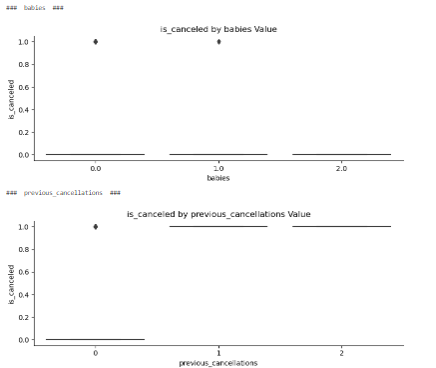 ### babies ###
is_canceled by babies Value
1.0
0.8
0.6
0.4
0.2
0.0
is_canceled
0.0 1.0 2.0
babies
### previous_cancellations ###
is_canceled by previous_cancellations Value
1.0
0.8
0.6
0.4
0.2
0.0
is_canceled
0 1 2
previous_cancellations